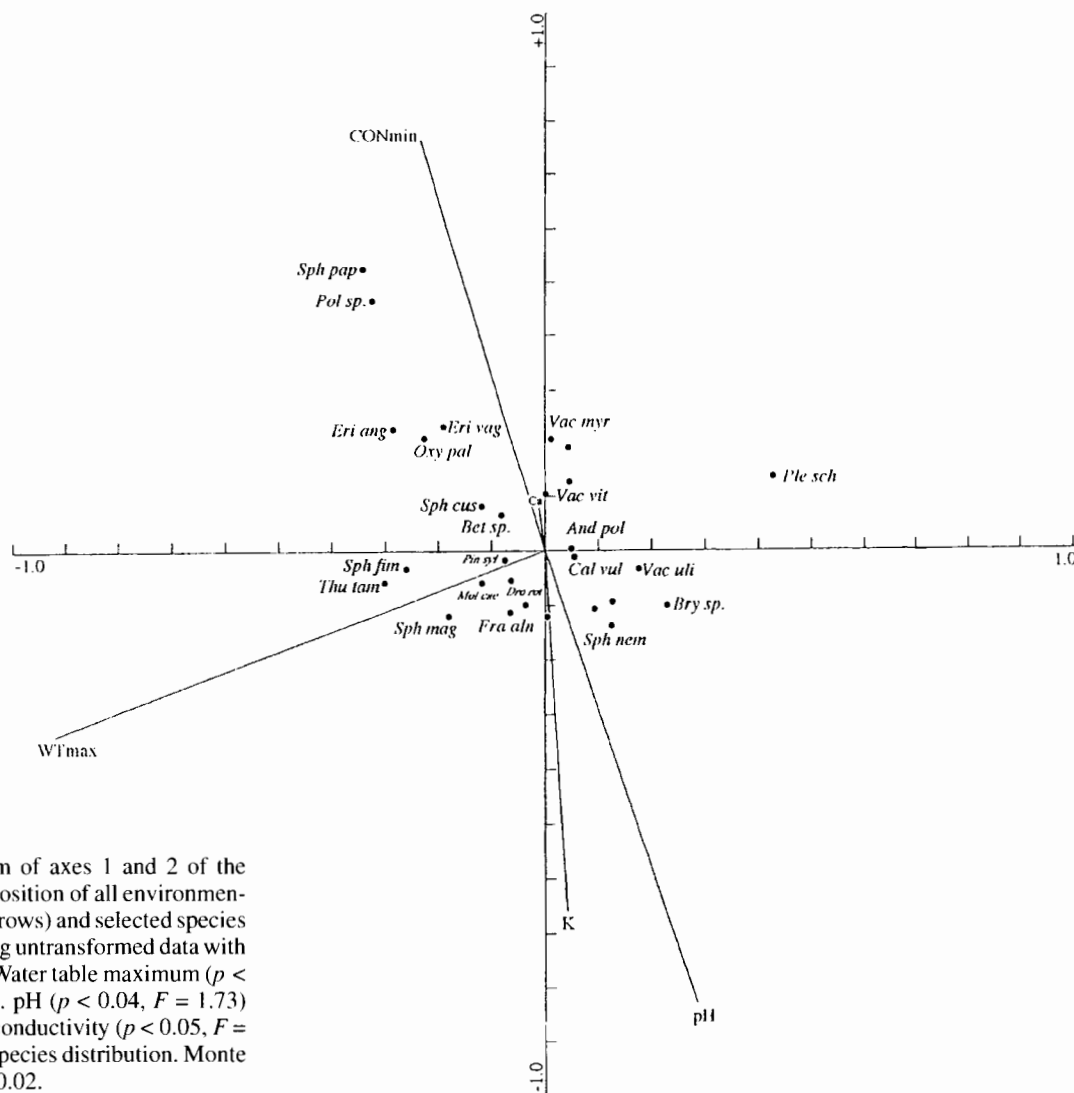 +1.0
CONmin
Sph pap
Pol sp.
Eri ang
Eri vag
Oxy pal
Vac myr
Ple sch
Sph cus
Bet sp.
Ca
Vac vit
And pol
-1.0
1.0
Pin syl
Cal vul
Vac uli
Sph fim
Thu tam
Mol cae
Dro rot
Bry sp.
Sph mag
Fra aln
Sph nem
WTmax
K
pH
-1.0
m of axes 1 and 2 of the
osition of all environmen-
rows) and selected species
g untransformed data with
Water table maximum (p <
. pH (p < 0.04, F = 1.73)
onductivity (p < 0.05, F =
pecies distribution. Monte
0.02.